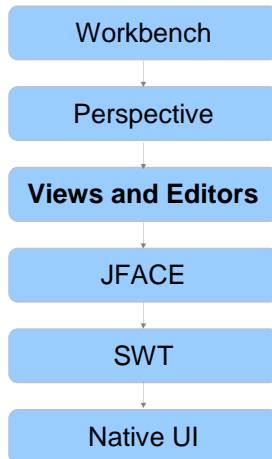 Workbench
Perspective
Views and Editors
JFACE
SWT
Native UI